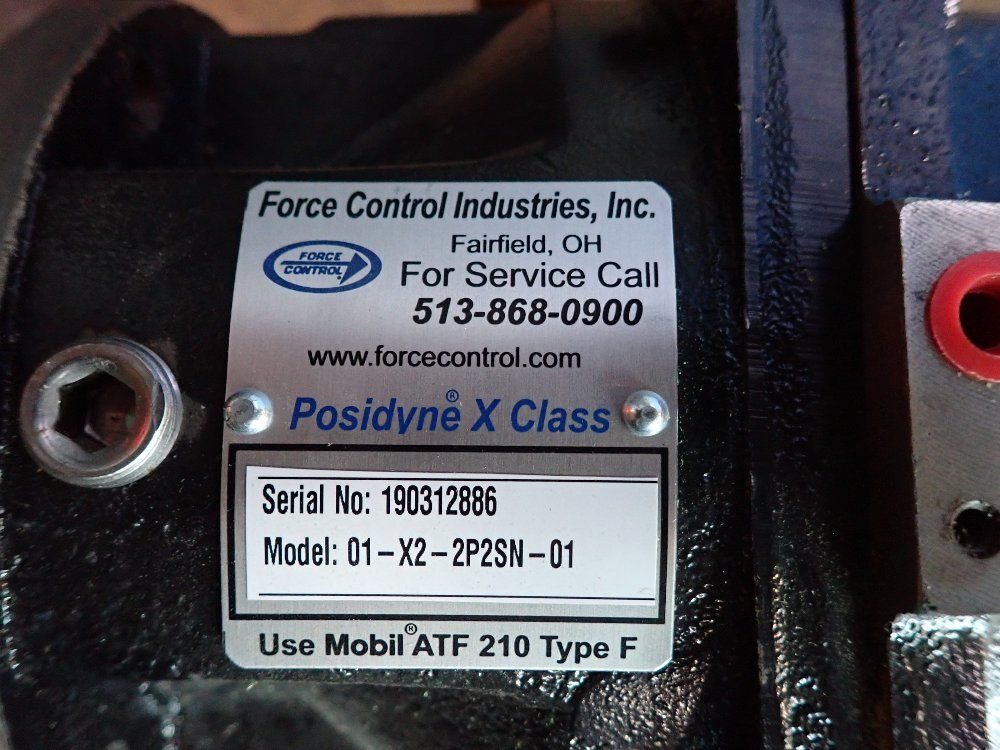 Force Control Industries, Inc.
Fairfield, OH
FORCE
CONTROL®
For Service Call
513-868-0900
www.forcecontrol.com
Posidyne® X Class
Serial No: 190312886
Model: 01-X2-2P2SN-01
Use Mobil® ATF 210 Type F